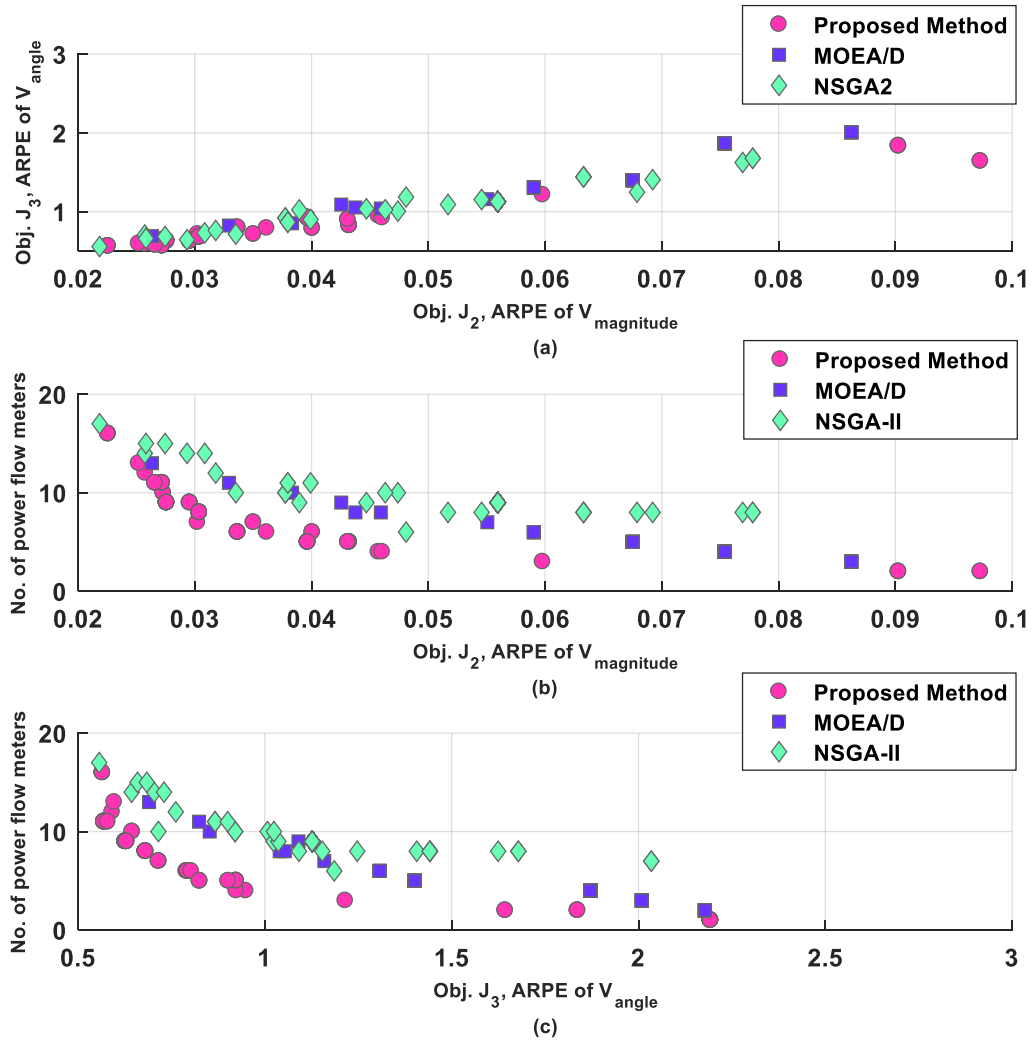 Proposed Method
MOEA/D
NSGA2
Obj. J3, ARPE of Vangle
3
2
1
0.02 0.03 0.04 0.05 0.06 0.07 0.08 0.09 0.1
Obj. J2, ARPE of Vmagnitude
(a)
Proposed Method
MOEA/D
NSGA-II
No. of power flow meters
20
10
0
0.02 0.03 0.04 0.05 0.06 0.07 0.08 0.09 0.1
Obj. J2, ARPE of Vmagnitude
(b)
Proposed Method
MOEA/D
NSGA-II
No. of power flow meters
20
10
0
0.5 1 1.5 2 2.5 3
Obj. J3, ARPE of Vangle
(c)